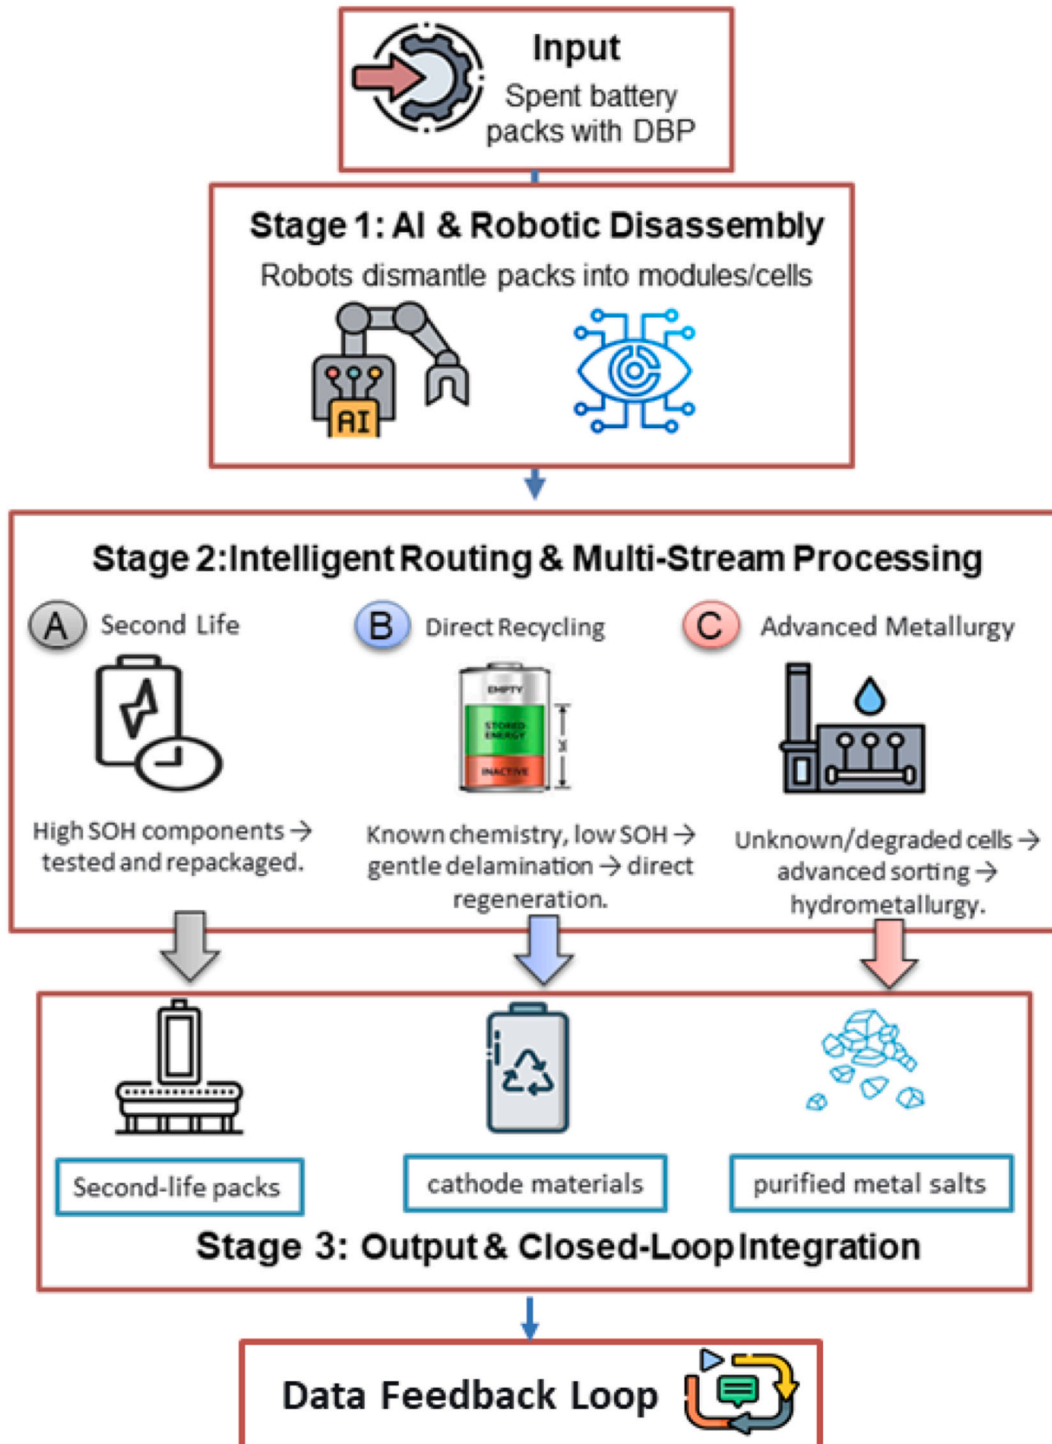 Input
Spent battery
packs with DBP
Stage 1: AI & Robotic Disassembly
Robots dismantle packs into modules/cells
AI
Stage 2:Intelligent Routing & Multi-Stream Processing
A Second Life
B Direct Recycling
C Advanced Metallurgy
EMPTY
STORED
ENERGY
INACTIVE
High SOH components →
tested and repackaged.
Known chemistry, low SOH →
gentle delamination → direct
regeneration.
Unknown/degraded cells →
advanced sorting →
hydrometallurgy.
Second-life packs
cathode materials
purified metal salts
Stage 3: Output & Closed-Loop Integration
Data Feedback Loop